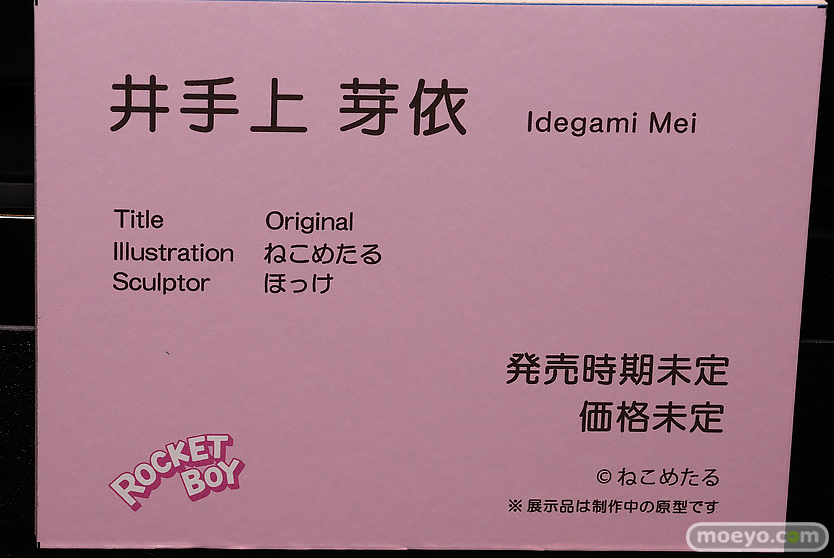 井手上 芽依 Idegami Mei
Title Original
Illustration ねこめたる
Sculptor ほっけ
発売時期未定
価格未定
ROCKET
BOY
© ねこめたる
※ 展示品は制作中の原型です
moeyo.com